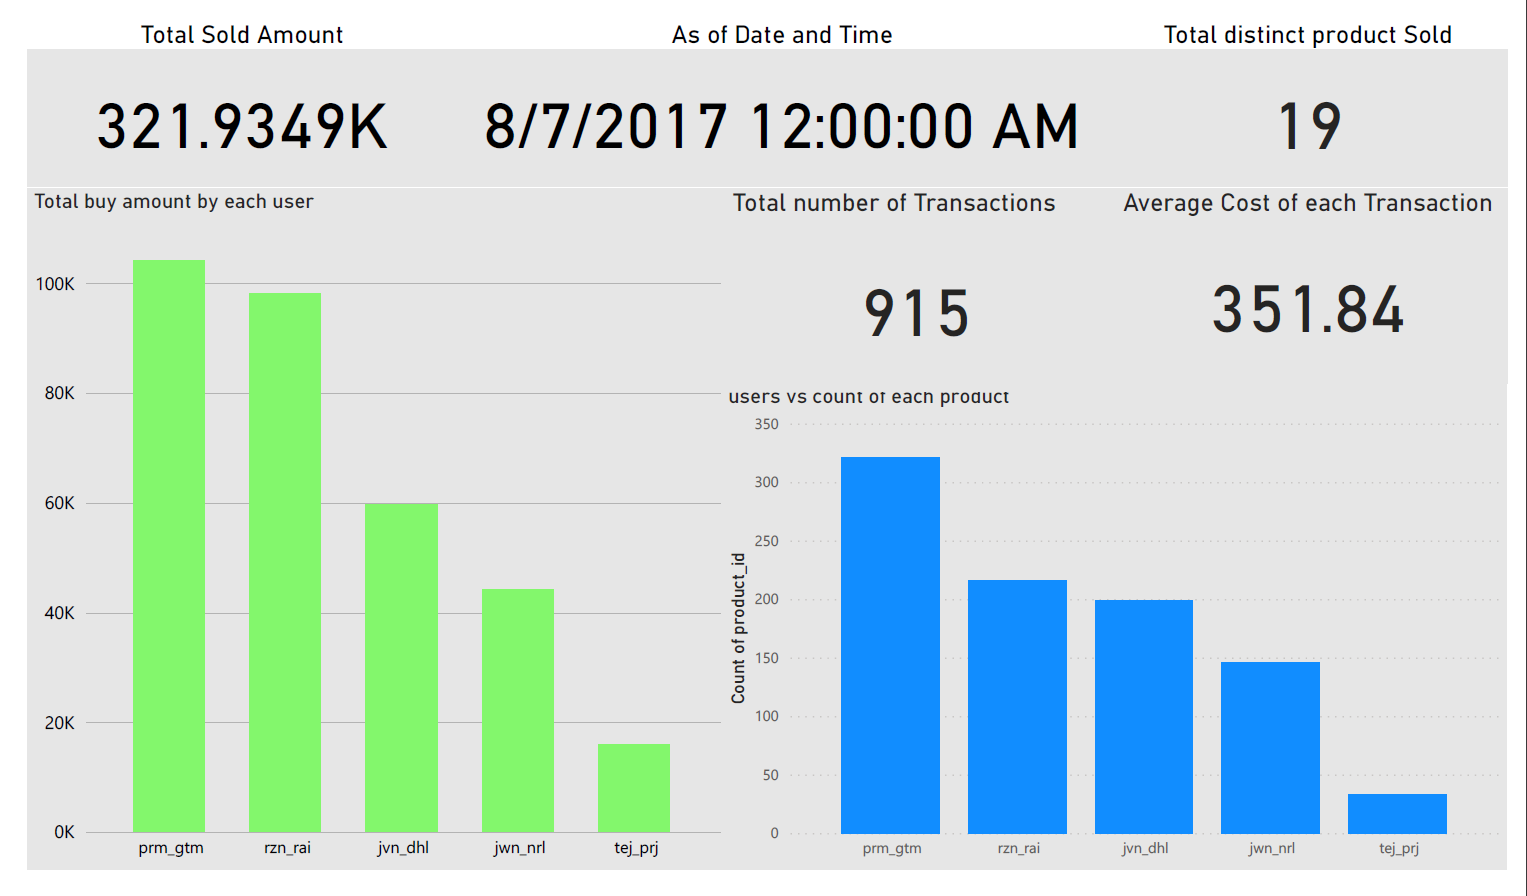 Total Sold Amount
As of Date and Time
Total distinct product Sold
321.9349K
8/7/2017 12:00:00 AM
19
Total buy amount by each user
100K
80K
60K
40K
20K
0K
prm_gtm rzn_rai jvn_dhl jwn_nrl tej_prj
Total number of Transactions
Average Cost of each Transaction
915
351.84
users vs count of each product
Count of product_id
350
300
250
200
150
100
50
0
prm_gtm rzn_rai jvn_dhl jwn_nrl tej_prj